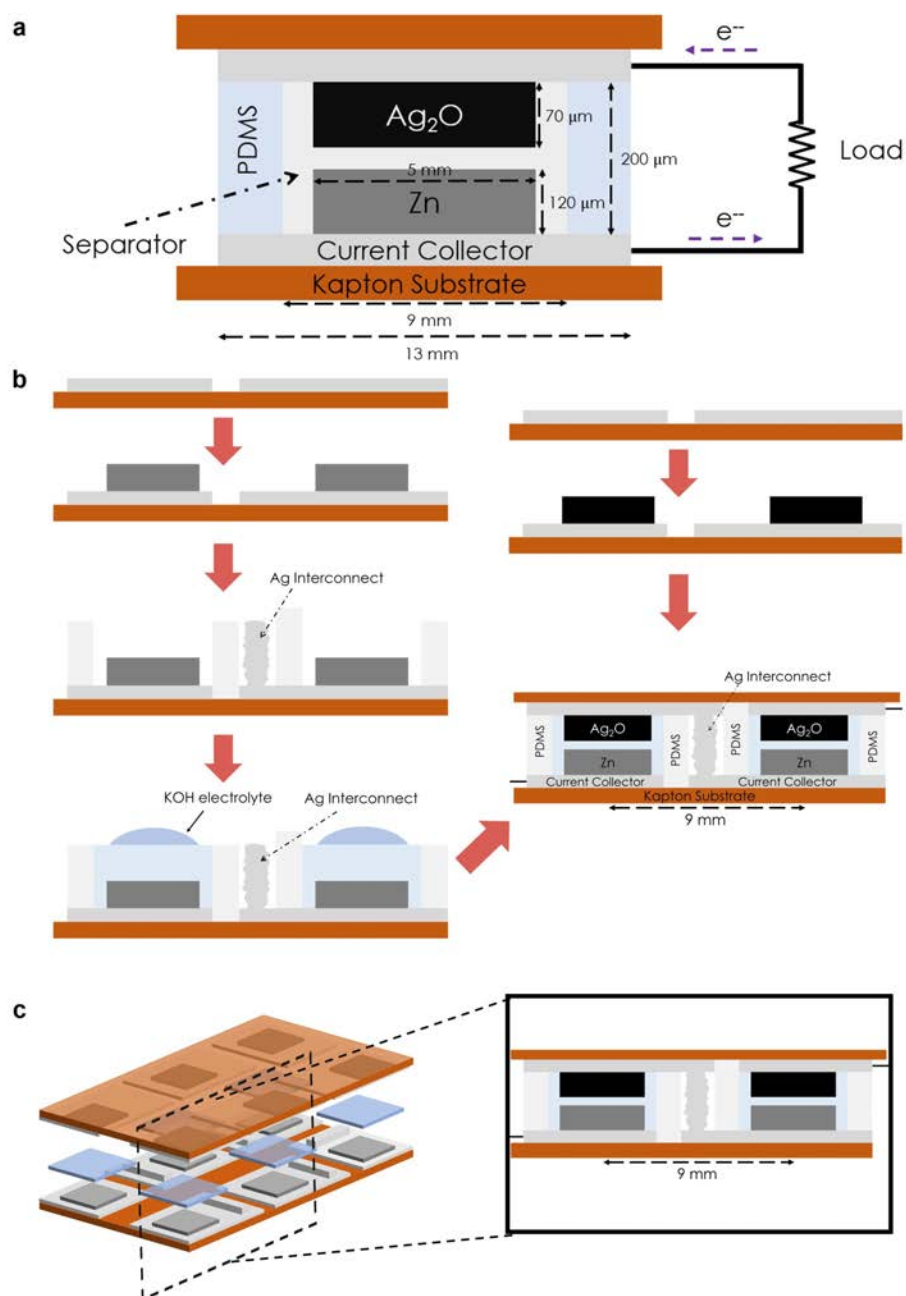 a
e--
Ag₂O
70 μm
PDMS
200 μm
Load
5 mm
Zn
120 μm
e--
Separator
Current Collector
Kapton Substrate
9 mm
13 mm
b
Ag Interconnect
Ag Interconnect
PDMS
Ag₂O
PDMS
PDMS
Ag₂O
PDMS
Zn
Zn
Current Collector
Current Collector
Kapton Substrate
9 mm
KOH electrolyte
Ag Interconnect
c
9 mm